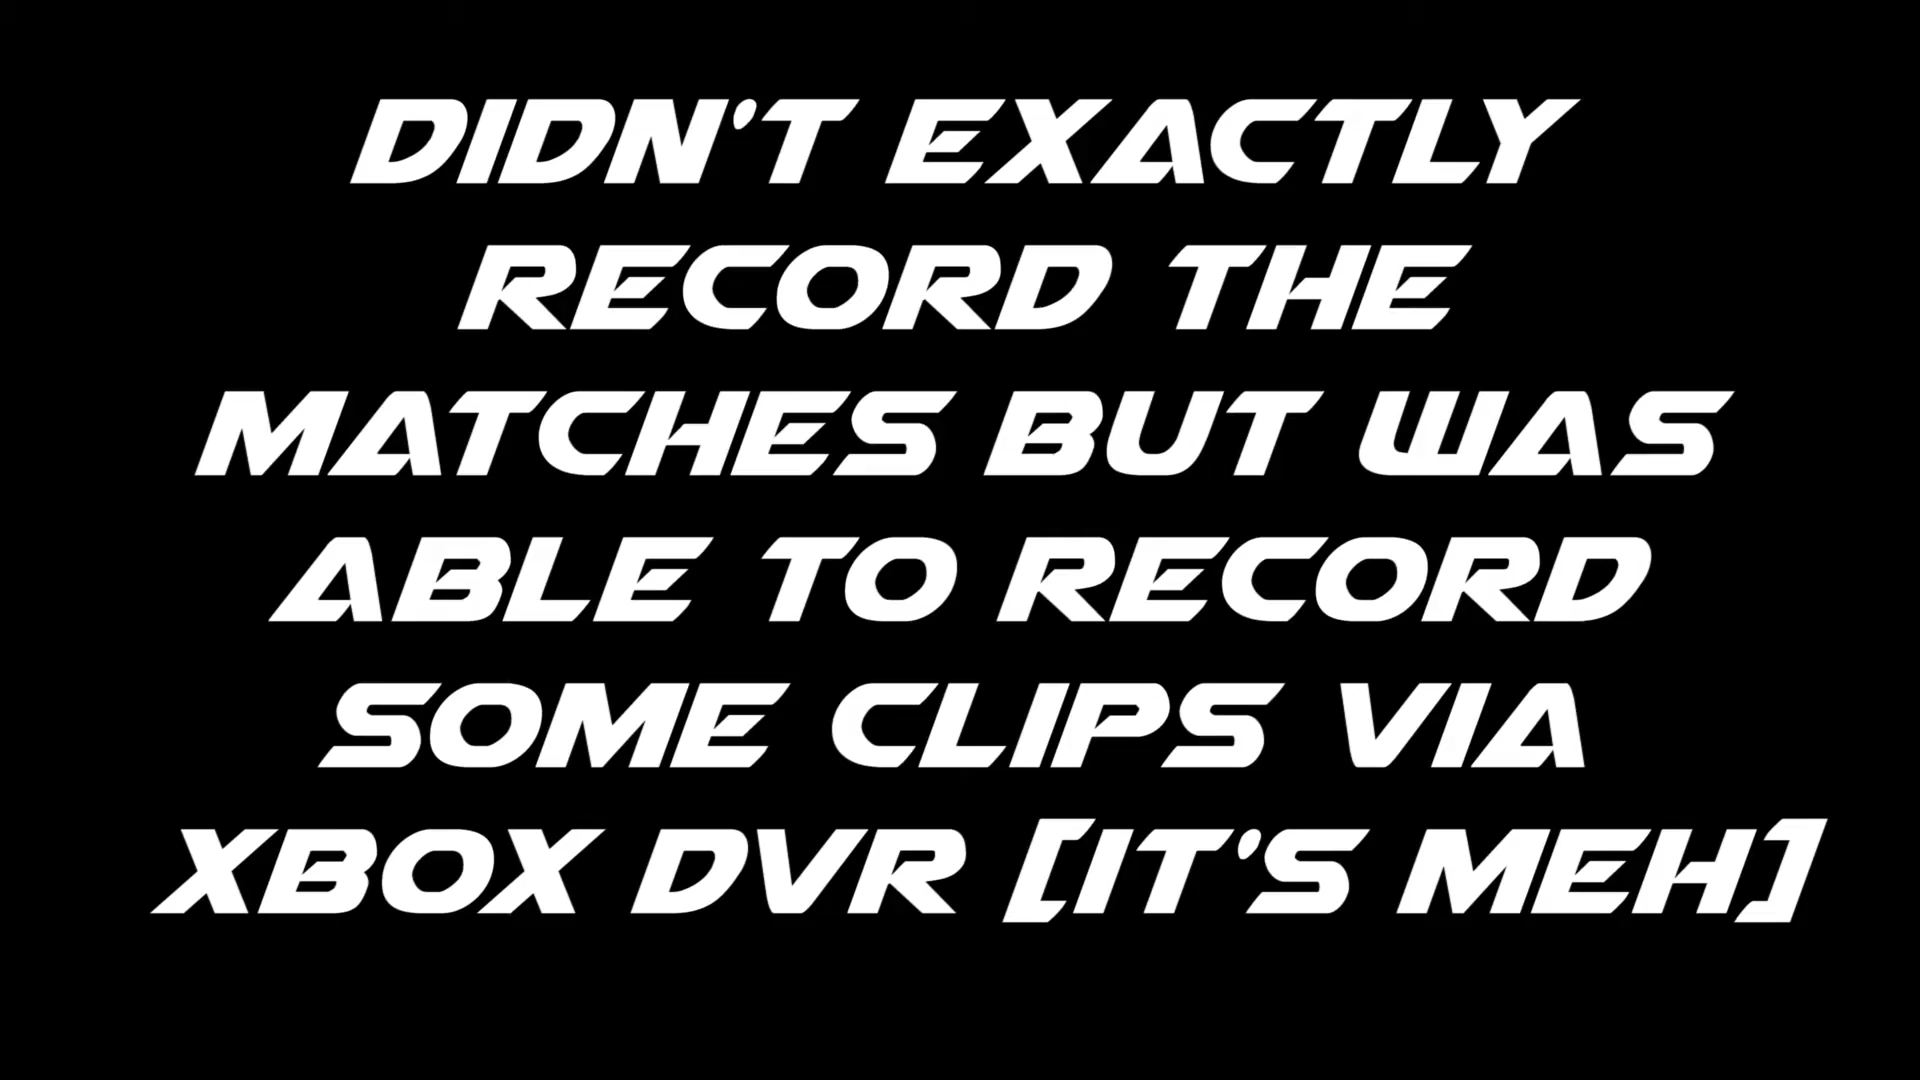 DIDN'T EXACTLY
RECORD THE
MATCHES BUT WAS
ABLE TO RECORD
SOME CLIPS VIA
XBOX DVR [IT'S MEH]